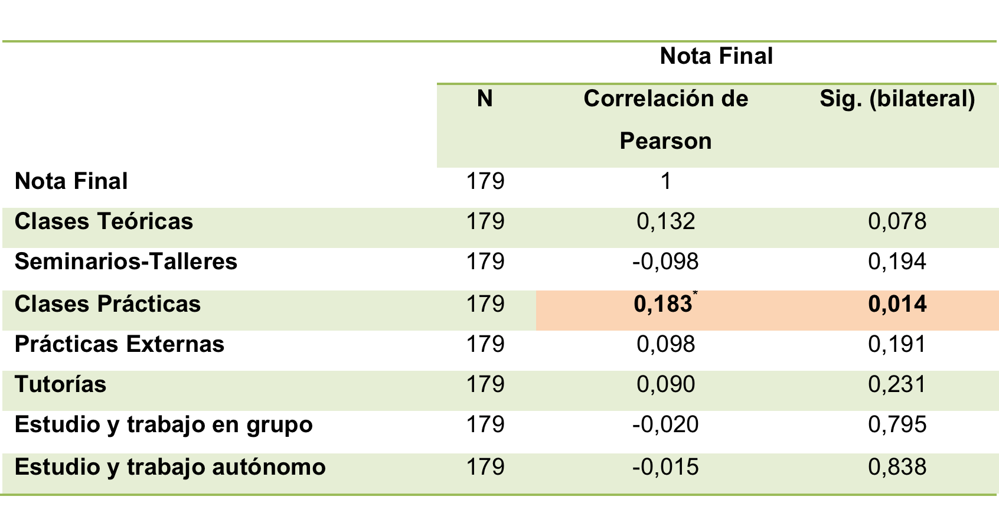 Nota Final
N Correlación de Sig. (bilateral)
Pearson
Nota Final 179 1
Clases Teóricas 179 0,132 0,078
Seminarios-Talleres 179 -0,098 0,194
Clases Prácticas 179 0,183* 0,014
Prácticas Externas 179 0,098 0,191
Tutorías 179 0,090 0,231
Estudio y trabajo en grupo 179 -0,020 0,795
Estudio y trabajo autónomo 179 -0,015 0,838